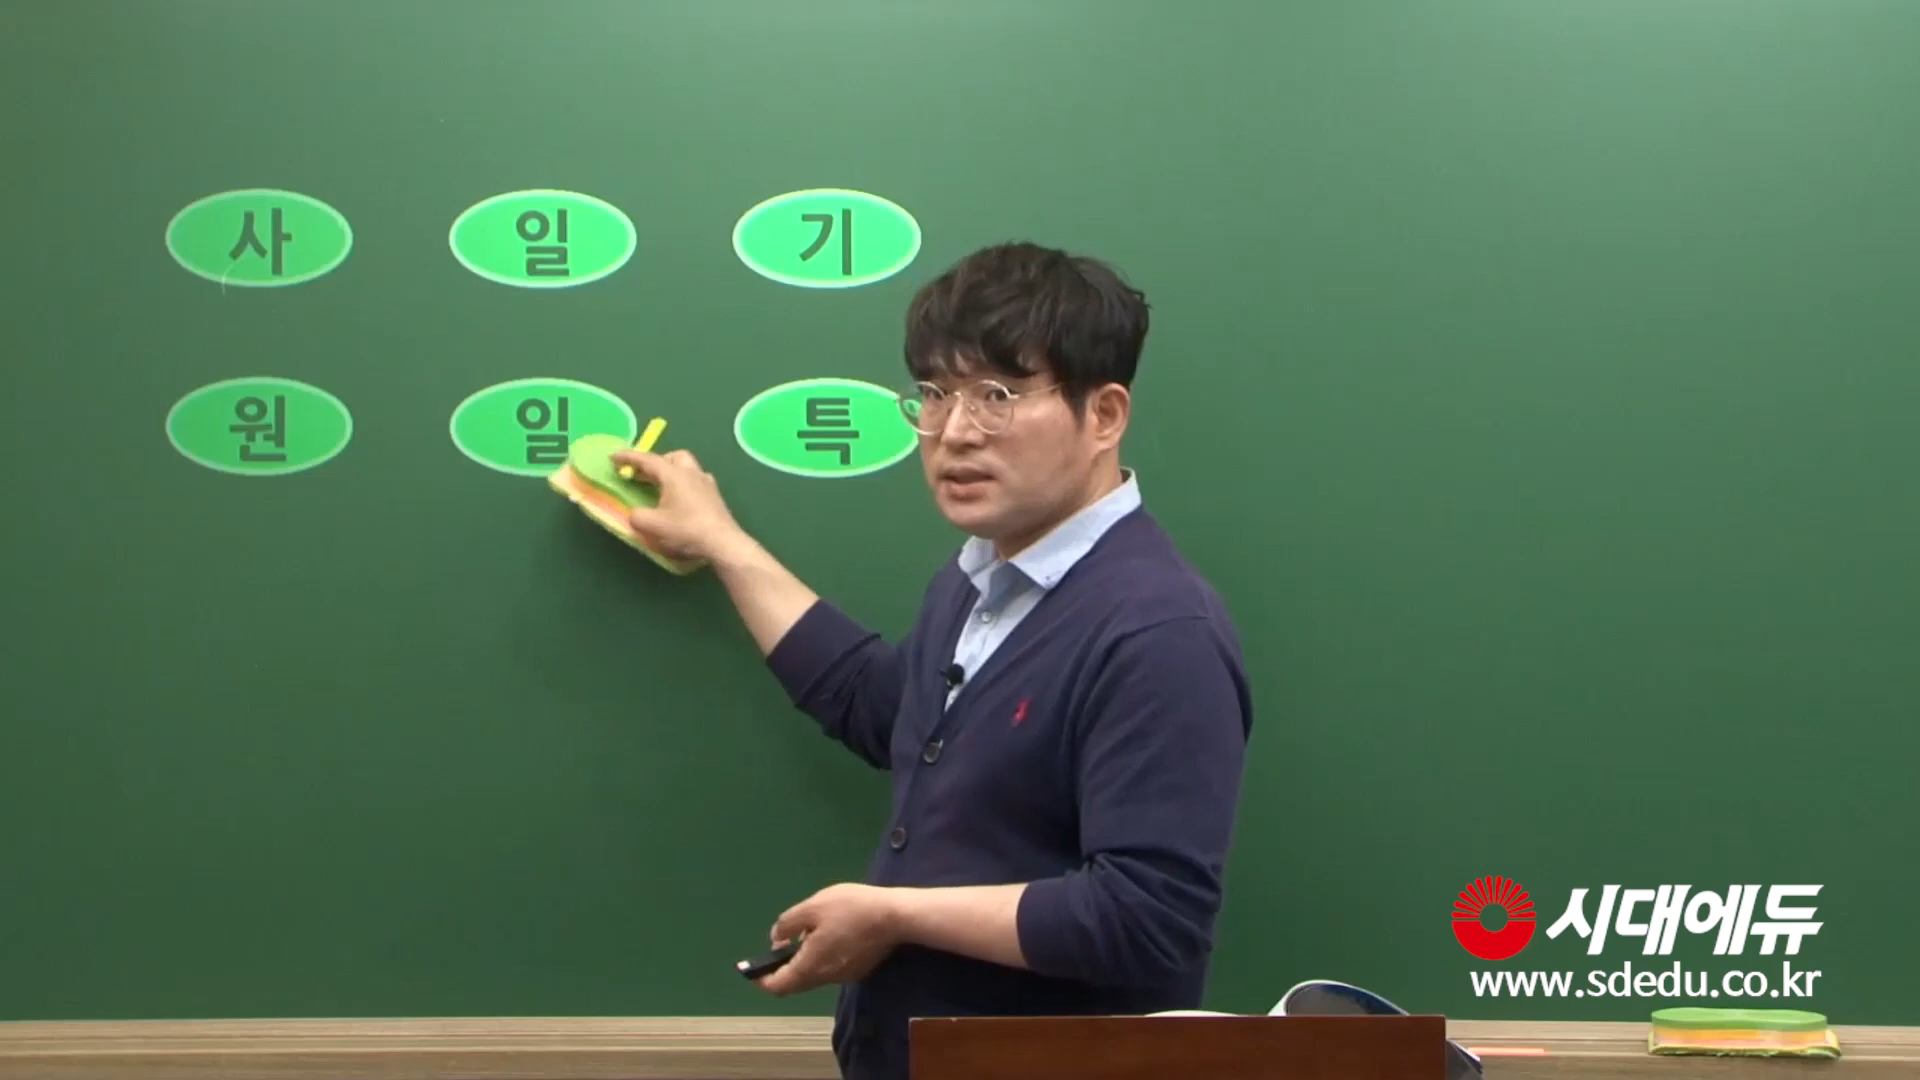 사 일 기
원 일 특
시대에듀
www.sdedu.co.kr